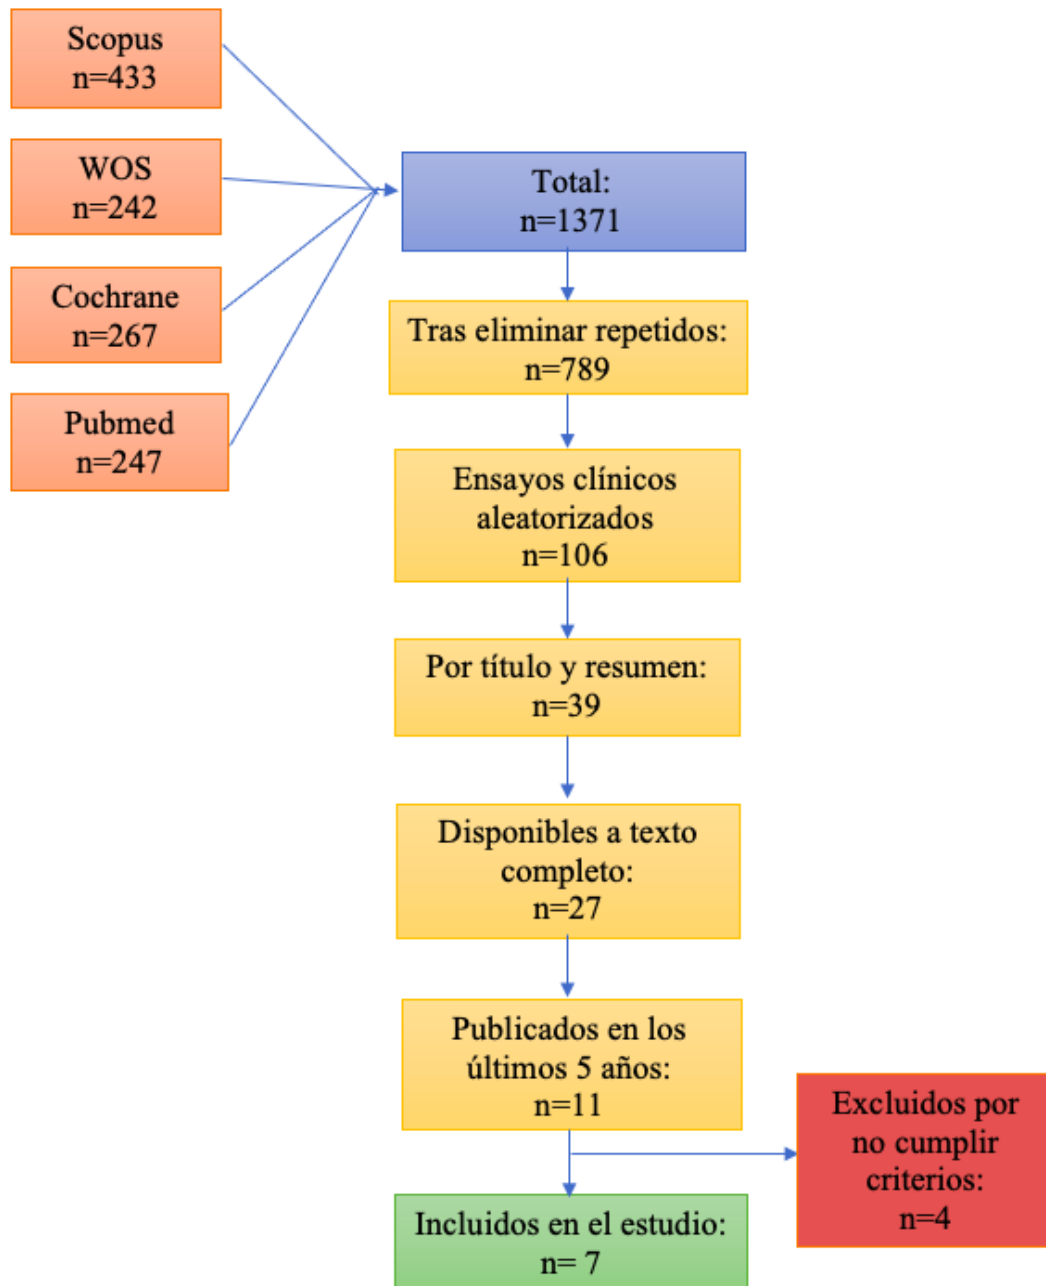 Scopus
n=433
WOS
n=242
Cochrane
n=267
Pubmed
n=247
Total:
n=1371
Tras eliminar repetidos:
n=789
Ensayos clínicos
aleatorizados
n=106
Por título y resumen:
n=39
Disponibles a texto
completo:
n=27
Publicados en los
últimos 5 años:
n=11
Excluidos por
no cumplir
criterios:
n=4
Incluidos en el estudio:
n= 7